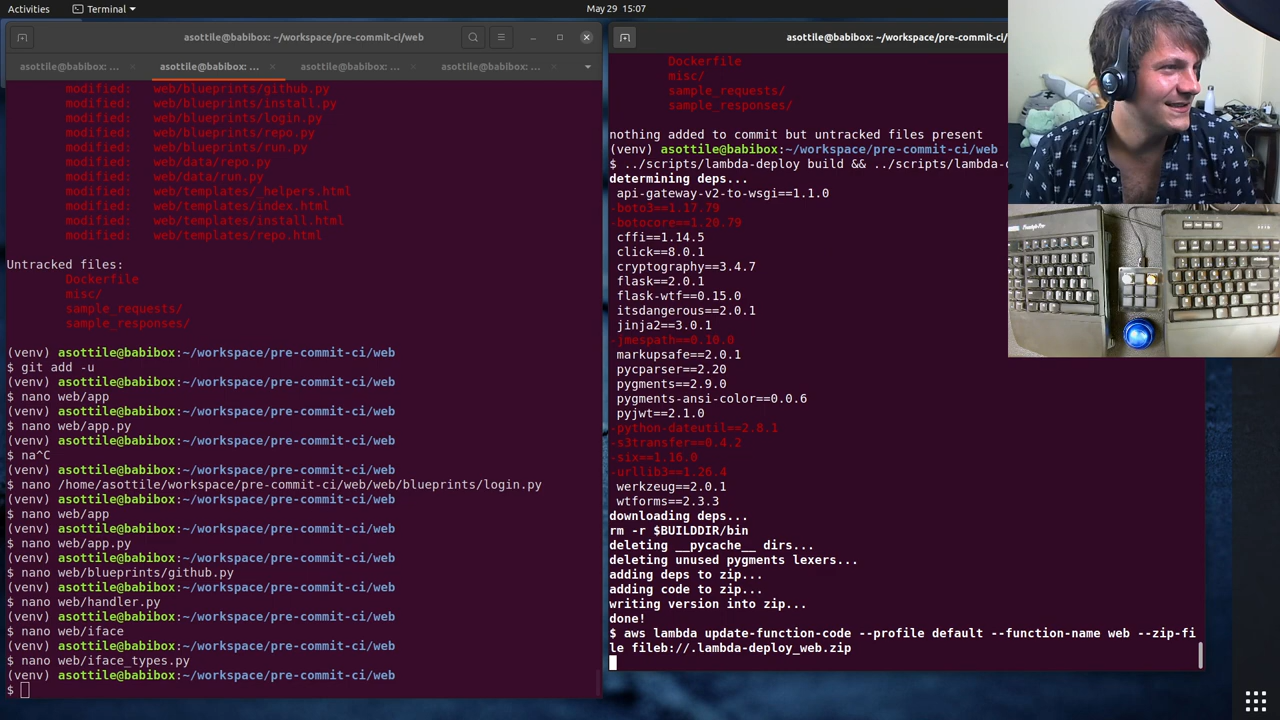 Activities
Terminal
May 29 15:07
asottile@babibox: ~/workspace/pre-commit-ci/web
asottile@babibox: ...
asottile@babibox: ...
asottile@babibox: ...
asottile@babibox: ...
modified: web/blueprints/github.py
modified: web/blueprints/install.py
modified: web/blueprints/login.py
modified: web/blueprints/repo.py
modified: web/blueprints/run.py
modified: web/data/repo.py
modified: web/data/run.py
modified: web/templates/_helpers.html
modified: web/templates/index.html
modified: web/templates/install.html
modified: web/templates/repo.html
Untracked files:
Dockerfile
misc/
sample_requests/
sample_responses/
(venv) asottile@babibox:~/workspace/pre-commit-ci/web
$ git add -u
(venv) asottile@babibox:~/workspace/pre-commit-ci/web
$ nano web/app
(venv) asottile@babibox:~/workspace/pre-commit-ci/web
$ nano web/app.py
(venv) asottile@babibox:~/workspace/pre-commit-ci/web
$ na^C
(venv) asottile@babibox:~/workspace/pre-commit-ci/web
$ nano /home/asottile/workspace/pre-commit-ci/web/web/blueprints/login.py
(venv) asottile@babibox:~/workspace/pre-commit-ci/web
$ nano web/app
(venv) asottile@babibox:~/workspace/pre-commit-ci/web
$ nano web/app.py
(venv) asottile@babibox:~/workspace/pre-commit-ci/web
$ nano web/blueprints/github.py
(venv) asottile@babibox:~/workspace/pre-commit-ci/web
$ nano web/handler.py
(venv) asottile@babibox:~/workspace/pre-commit-ci/web
$ nano web/iface
(venv) asottile@babibox:~/workspace/pre-commit-ci/web
$ nano web/iface_types.py
(venv) asottile@babibox:~/workspace/pre-commit-ci/web
$
asottile@babibox: ~/workspace/pre-commit-ci/
Dockerfile
misc/
sample_requests/
sample_responses/
nothing added to commit but untracked files present
(venv) asottile@babibox:~/workspace/pre-commit-ci/web
$ ../scripts/lambda-deploy build && ../scripts/lambda-
determining deps...
api-gateway-v2-to-wsgi==1.1.0
-boto3==1.17.79
-botocore==1.20.79
cffi==1.14.5
click==8.0.1
cryptography==3.4.7
flask==2.0.1
flask-wtf==0.15.0
itsdangerous==2.0.1
jinja2==3.0.1
-jmespath==0.10.0
markupsafe==2.0.1
pycparser==2.20
pygments==2.9.0
pygments-ansi-color==0.0.6
pyjwt==2.1.0
-python-dateutil==2.8.1
-s3transfer==0.4.2
-six==1.16.0
-urllib3==1.26.4
werkzeug==2.0.1
wtforms==2.3.3
downloading deps...
rm -r $BUILDDIR/bin
deleting __pycache__ dirs...
deleting unused pygments lexers...
adding deps to zip...
adding code to zip...
writing version into zip...
done!
$ aws lambda update-function-code --profile default --function-name web --zip-fi
le fileb://.lambda-deploy_web.zip